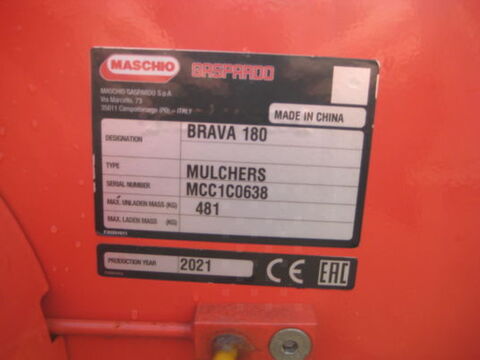 MASCHIO GASPARDO
MASCHIO GASPARDO S.p.A
Via Marcello, 73
35011 Campodarsego (PD) - ITALY
MADE IN CHINA
DESIGNATION BRAVA 180
TYPE MULCHERS
SERIAL NUMBER MCC1C0638
MAX. UNLADEN MASS (KG) 481
MAX. LADEN MASS (KG)
PRODUCTION YEAR 2021 CE EAC